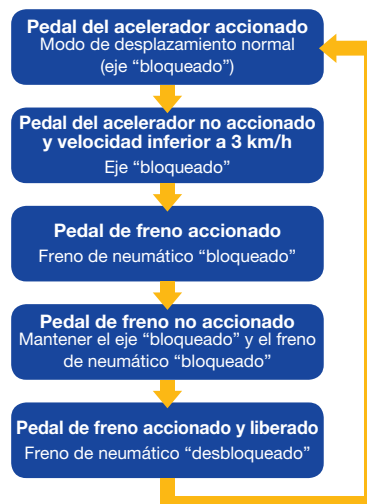 Pedal del acelerador accionado
Modo de desplazamiento normal
(eje “bloqueado”)
Pedal del acelerador no accionado
y velocidad inferior a 3 km/h
Eje “bloqueado”
Pedal de freno accionado
Freno de neumático “bloqueado”
Pedal de freno no accionado
Mantener el eje “bloqueado” y el freno
de neumático “bloqueado”
Pedal de freno accionado y liberado
Freno de neumático “desbloqueado”